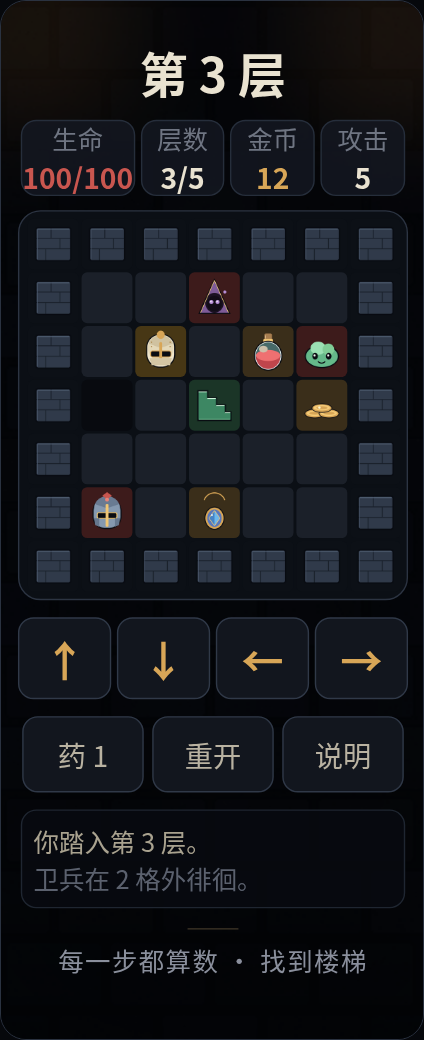 第 3 层
生命 层数 金币 攻击
100/100 3/5 12 5
↑ ↓ ← →
药 1 重开 说明
你踏入第 3 层。
卫兵在 2 格外徘徊。
每一步都算数 · 找到楼梯